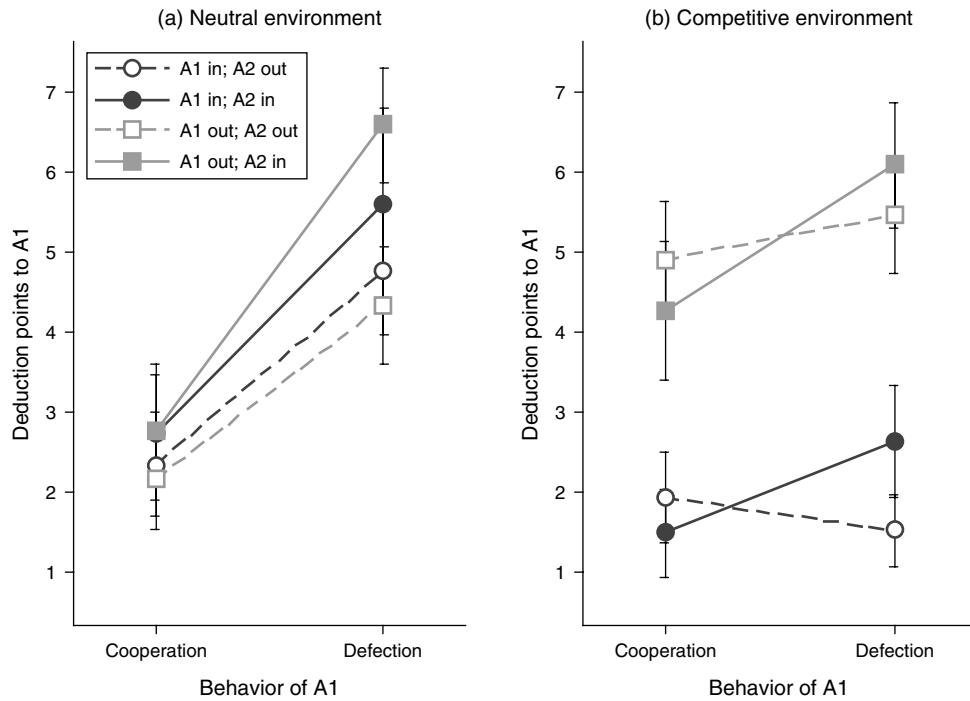 (a) Neutral environment
A1 in; A2 out
A1 in; A2 in
A1 out; A2 out
A1 out; A2 in
Deduction points to A1
7
6
5
4
3
2
1
Cooperation
Defection
Behavior of A1
(b) Competitive environment
Deduction points to A1
7
6
5
4
3
2
1
Cooperation
Defection
Behavior of A1